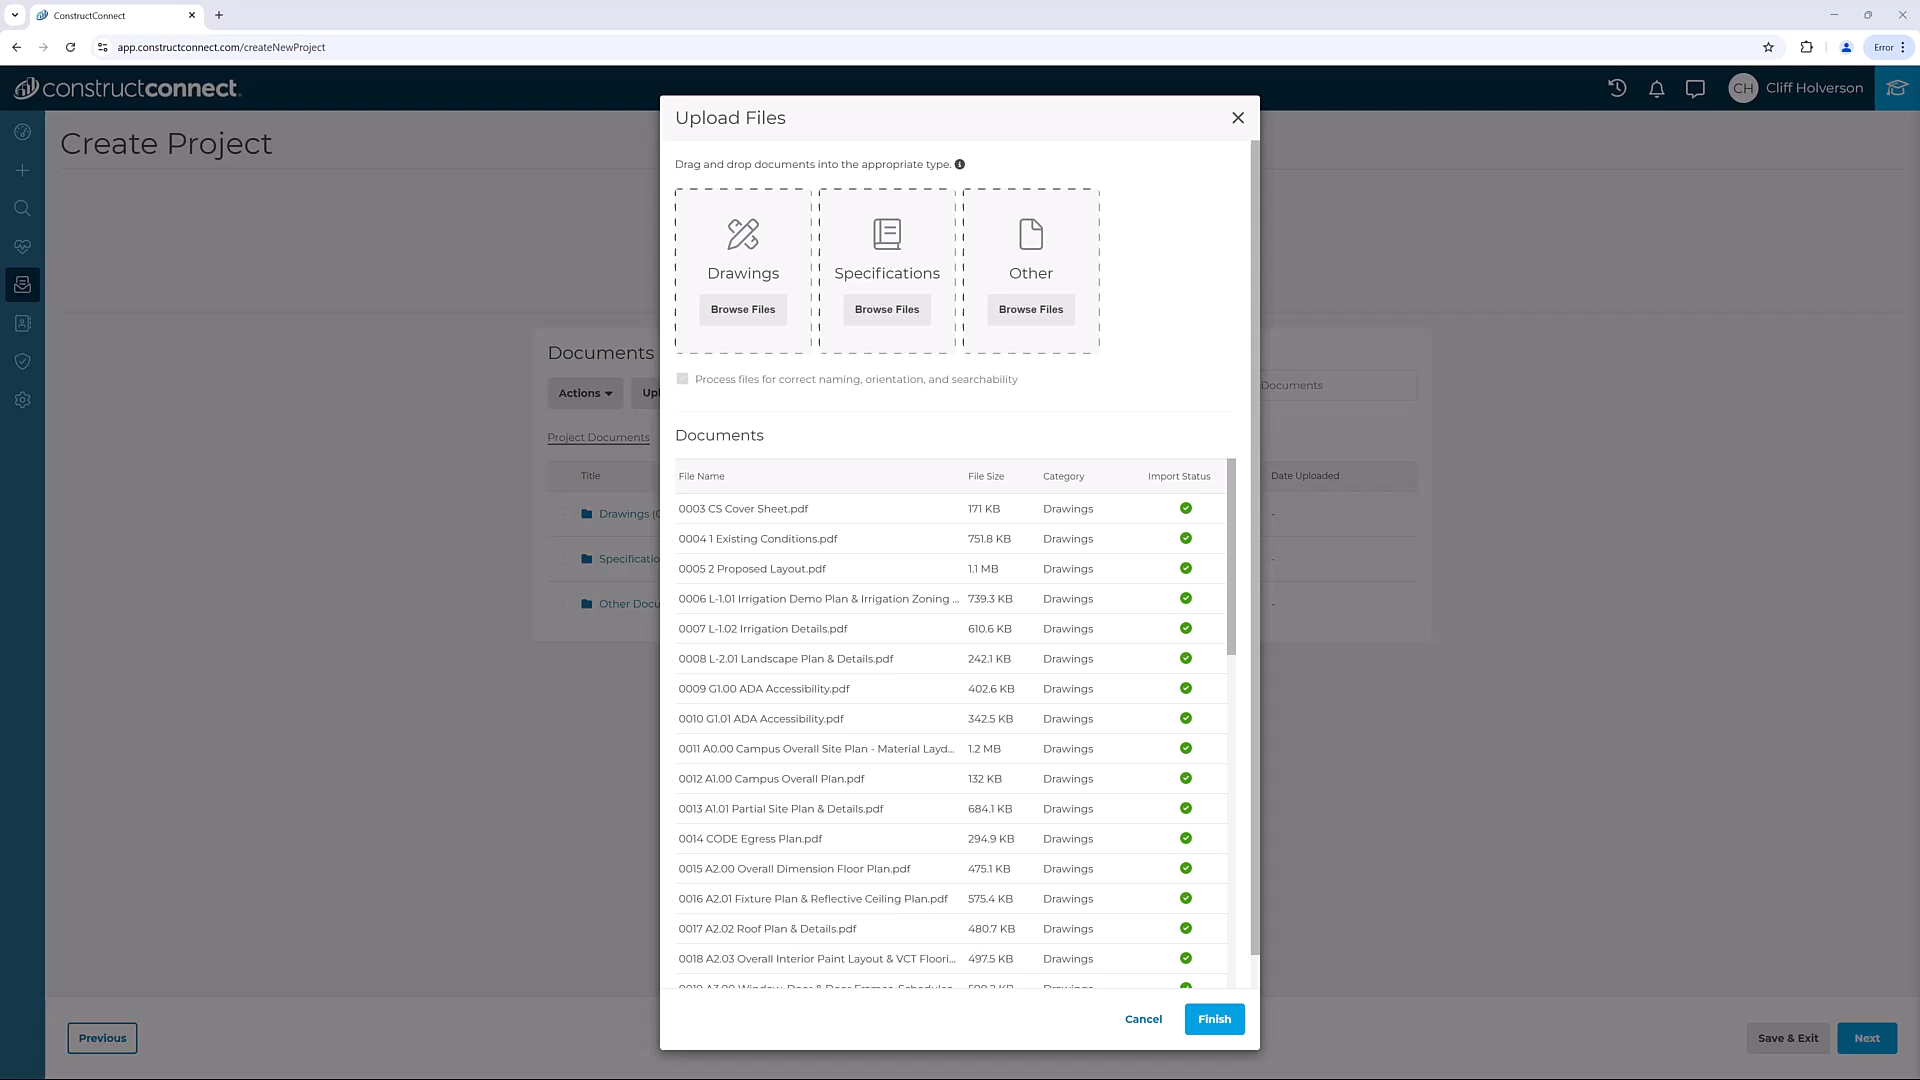 ConstructConnect
app.constructconnect.com/createNewProject
Error
constructconnect.
CH
Cliff Holverson
Create Project
Upload Files
Drag and drop documents into the appropriate type.
Drawings
Specifications
Other
Browse Files
Browse Files
Browse Files
Process files for correct naming, orientation, and searchability
Documents
Actions
Upl
Documents
Project Documents
Title
Date Uploaded
Drawings (0
-
Specificatio
-
Other Docu
-
Documents
File Name File Size Category Import Status
0003 CS Cover Sheet.pdf 171 KB Drawings
0004 1 Existing Conditions.pdf 751.8 KB Drawings
0005 2 Proposed Layout.pdf 1.1 MB Drawings
0006 L-1.01 Irrigation Demo Plan & Irrigation Zoning ... 739.3 KB Drawings
0007 L-1.02 Irrigation Details.pdf 610.6 KB Drawings
0008 L-2.01 Landscape Plan & Details.pdf 242.1 KB Drawings
0009 G1.00 ADA Accessibility.pdf 402.6 KB Drawings
0010 G1.01 ADA Accessibility.pdf 342.5 KB Drawings
0011 A0.00 Campus Overall Site Plan - Material Layd... 1.2 MB Drawings
0012 A1.00 Campus Overall Plan.pdf 132 KB Drawings
0013 A1.01 Partial Site Plan & Details.pdf 684.1 KB Drawings
0014 CODE Egress Plan.pdf 294.9 KB Drawings
0015 A2.00 Overall Dimension Floor Plan.pdf 475.1 KB Drawings
0016 A2.01 Fixture Plan & Reflective Ceiling Plan.pdf 575.4 KB Drawings
0017 A2.02 Roof Plan & Details.pdf 480.7 KB Drawings
0018 A2.03 Overall Interior Paint Layout & VCT Floori... 497.5 KB Drawings
Cancel
Finish
Previous
Save & Exit
Next